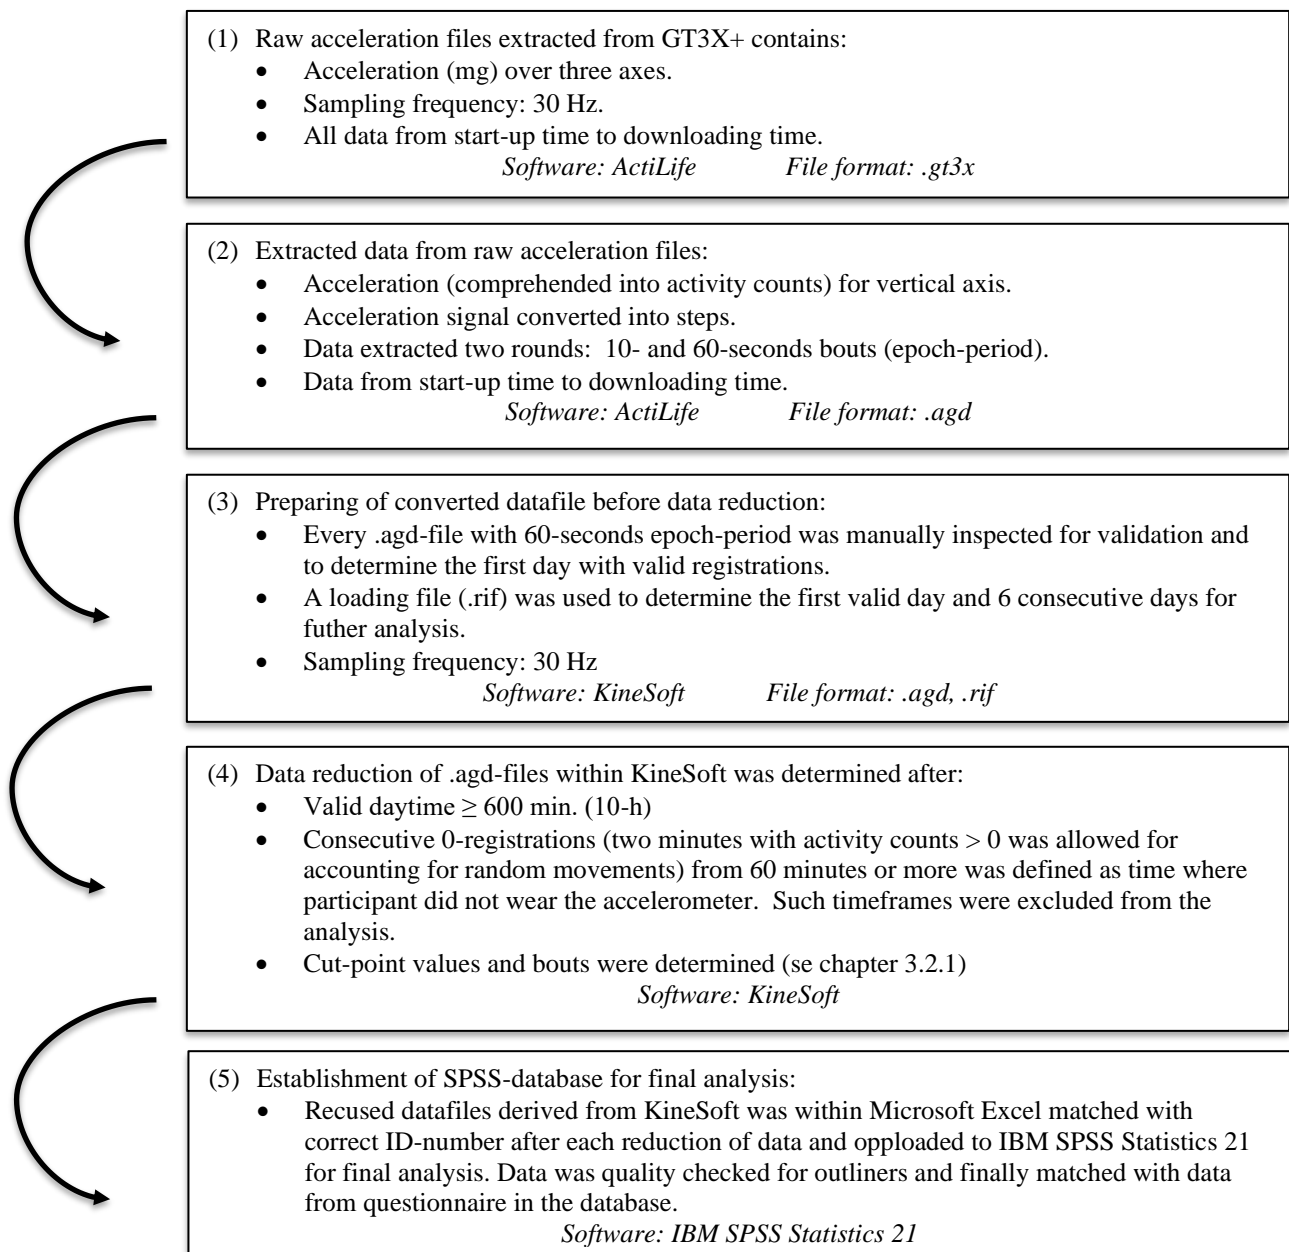 (1) Raw acceleration files extracted from GT3X+ contains:
• Acceleration (mg) over three axes.
• Sampling frequency: 30 Hz.
• All data from start-up time to downloading time.
Software: ActiLife File format: .gt3x
(2) Extracted data from raw acceleration files:
• Acceleration (comprehended into activity counts) for vertical axis.
• Acceleration signal converted into steps.
• Data extracted two rounds: 10- and 60-seconds bouts (epoch-period).
• Data from start-up time to downloading time.
Software: ActiLife File format: .agd
(3) Preparing of converted datafile before data reduction:
• Every .agd-file with 60-seconds epoch-period was manually inspected for validation and
to determine the first day with valid registrations.
• A loading file (.rif) was used to determine the first valid day and 6 consecutive days for
futher analysis.
• Sampling frequency: 30 Hz
Software: KineSoft File format: .agd, .rif
(4) Data reduction of .agd-files within KineSoft was determined after:
• Valid daytime ≥ 600 min. (10-h)
• Consecutive 0-registrations (two minutes with activity counts > 0 was allowed for
accounting for random movements) from 60 minutes or more was defined as time where
participant did not wear the accelerometer. Such timeframes were excluded from the
analysis.
• Cut-point values and bouts were determined (se chapter 3.2.1)
Software: KineSoft
(5) Establishment of SPSS-database for final analysis:
• Recused datafiles derived from KineSoft was within Microsoft Excel matched with
correct ID-number after each reduction of data and opploaded to IBM SPSS Statistics 21
for final analysis. Data was quality checked for outliners and finally matched with data
from questionnaire in the database.
Software: IBM SPSS Statistics 21